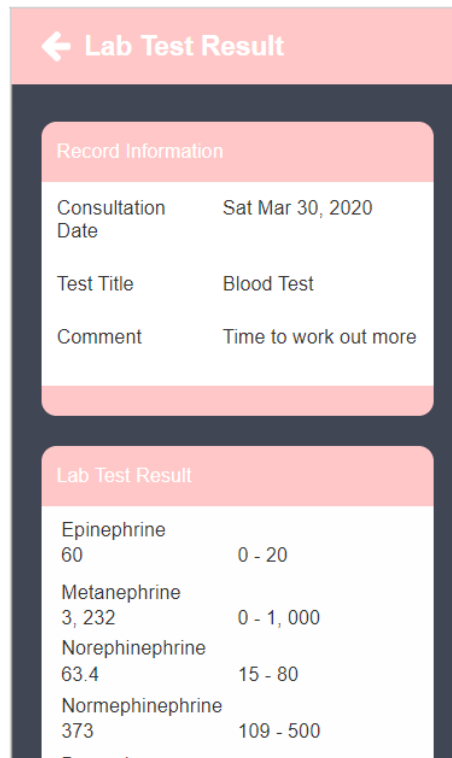 Lab Test Result
Record Information
Consultation Date Sat Mar 30, 2020
Test Title Blood Test
Comment Time to work out more
Lab Test Result
Epinephrine
60 0 - 20
Metanephrine
3, 232 0 - 1, 000
Norephinephrine
63.4 15 - 80
Normephinephrine
373 109 - 500